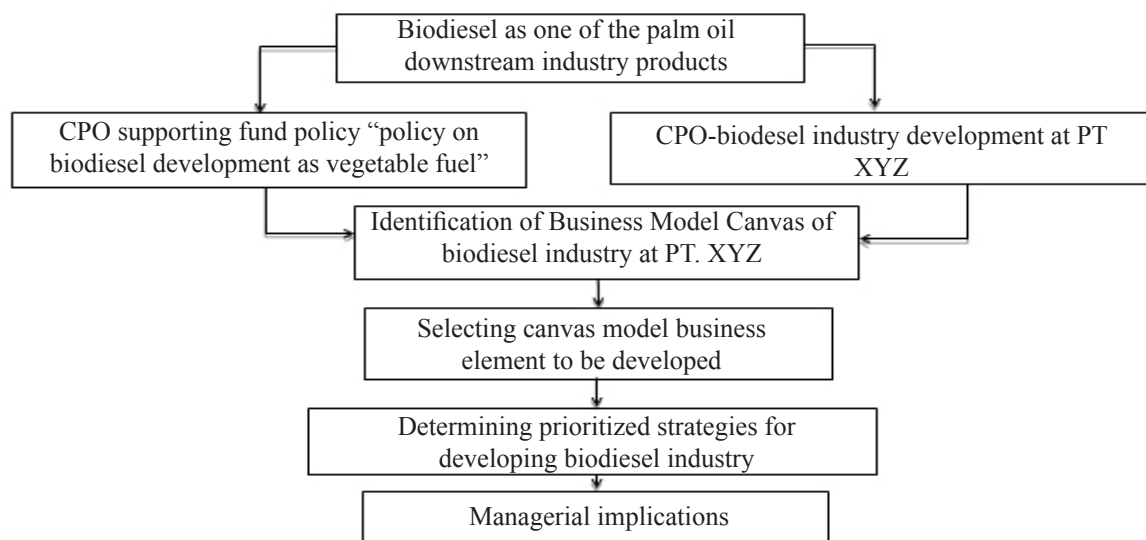 Biodiesel as one of the palm oil
downstream industry products
CPO supporting fund policy “policy on
biodiesel development as vegetable fuel”
CPO-biodesel industry development at PT
XYZ
Identification of Business Model Canvas of
biodiesel industry at PT. XYZ
Selecting canvas model business
element to be developed
Determining prioritized strategies for
developing biodiesel industry
Managerial implications